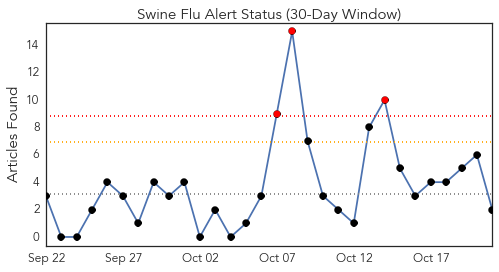 Swine Flu Alert Status (30-Day Window)
Articles Found
14
12
10
8
6
4
2
0
Sep 22 Sep 27 Oct 02 Oct 07 Oct 12 Oct 17